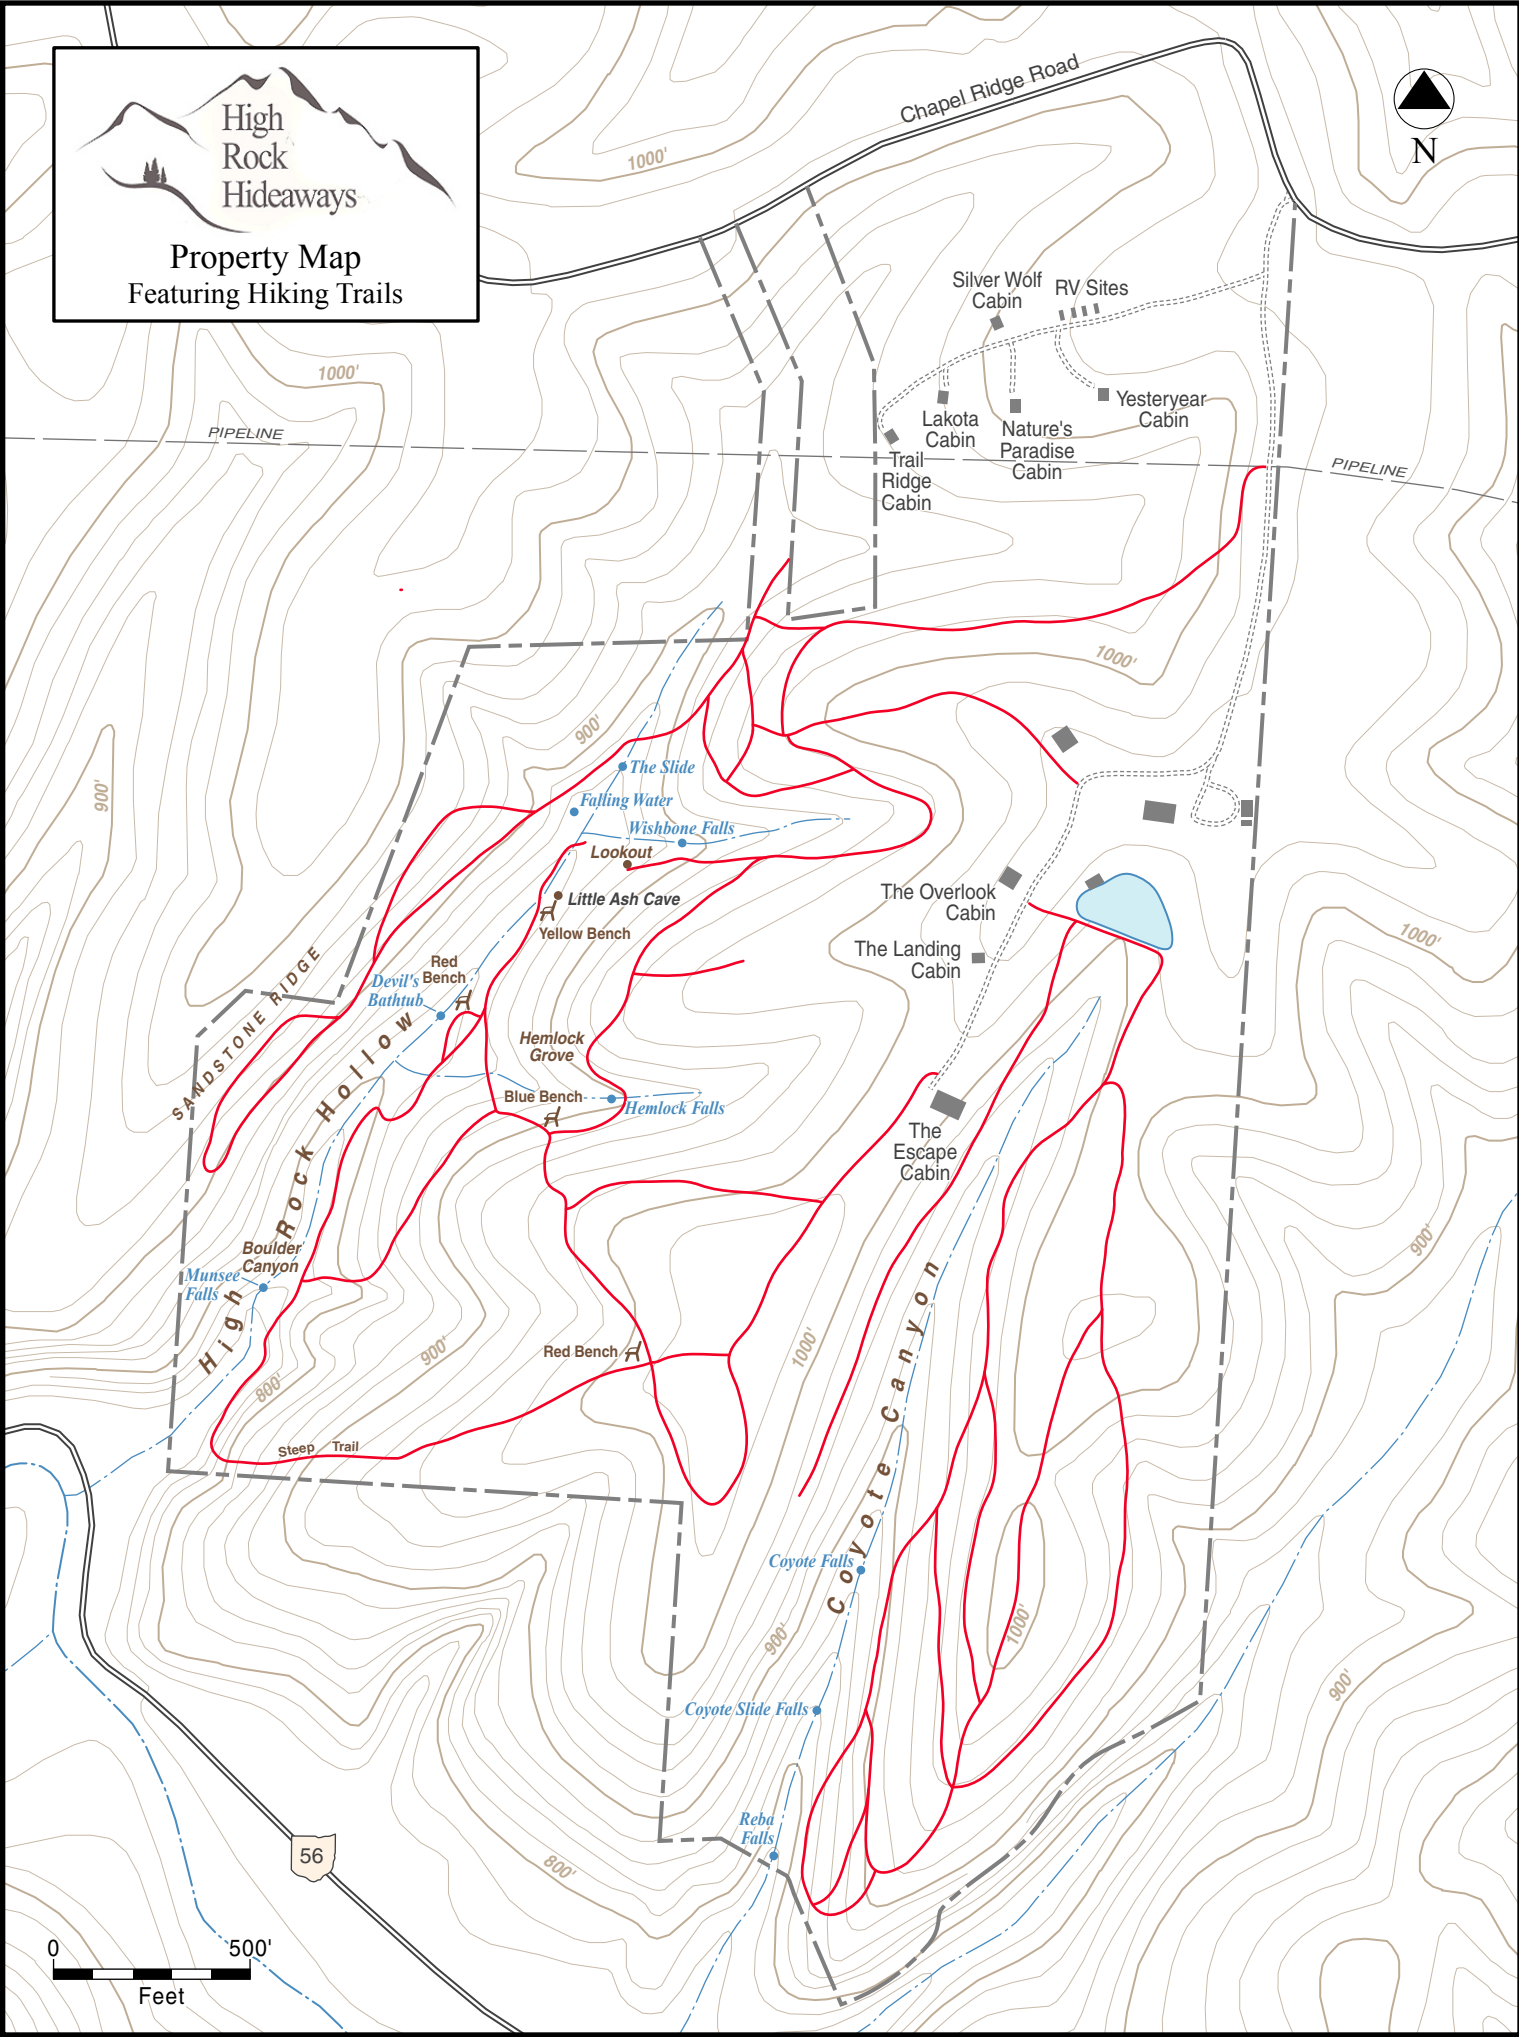 High
Rock
Hideaways
Property Map
Featuring Hiking Trails
Chapel Ridge Road
N
1000'
1000'
Silver Wolf
Cabin
RV Sites
Yesteryear
Cabin
Lakota
Cabin
Nature's
Paradise
Cabin
Trail
Ridge
Cabin
PIPELINE
PIPELINE
1000'
900'
900'
The Slide
Falling Water
Wishbone Falls
Lookout
Little Ash Cave
Yellow Bench
The Overlook
Cabin
The Landing
Cabin
1000'
Red
Bench
Devil's
Bathtub
SANDSTONE RIDGE
High Rock Hollow
Hemlock
Grove
Blue Bench
Hemlock Falls
The
Escape
Cabin
Boulder
Canyon
Munsee
Falls
900'
900'
1000'
Red Bench
800'
Steep Trail
Coyote Canyon
Coyote Falls
900'
1000'
900'
Coyote Slide Falls
Reba
Falls
800'
56
0 500'
Feet